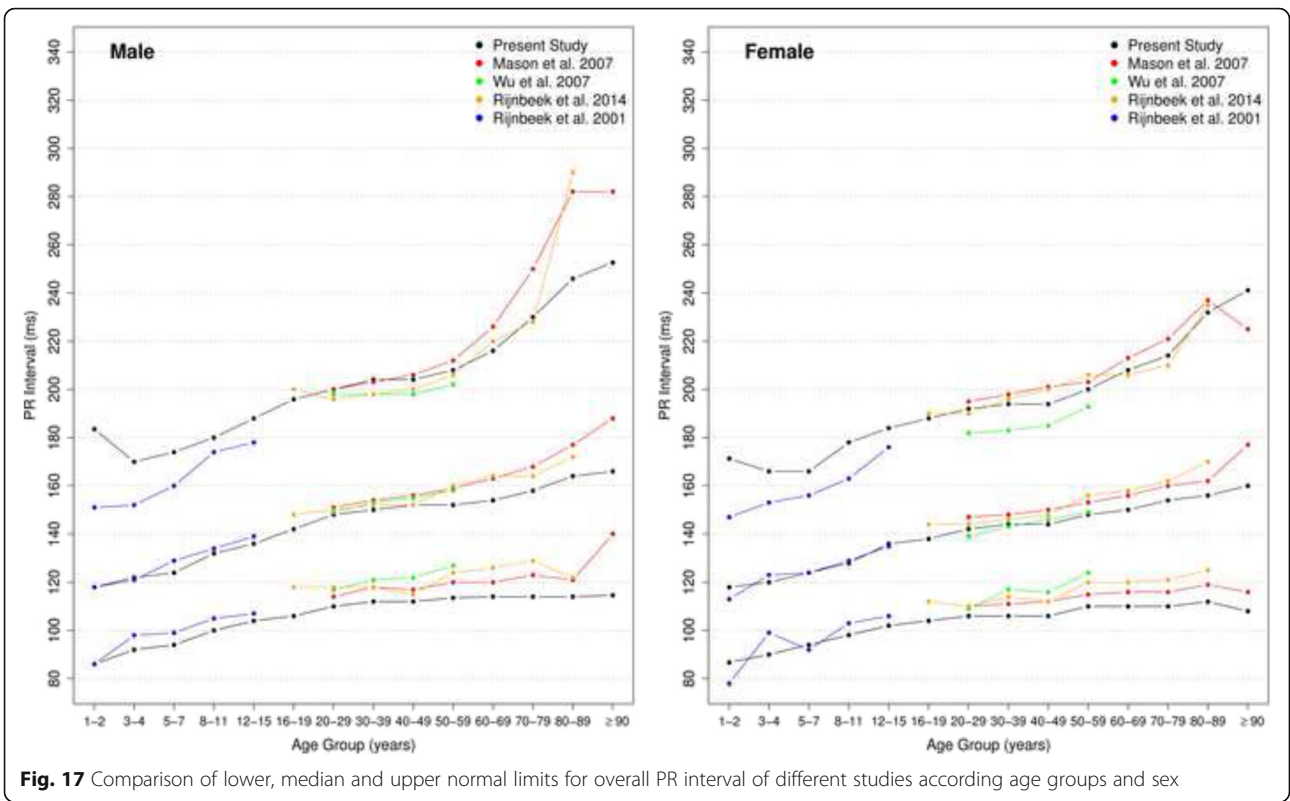 Male
Present Study
Mason et al. 2007
Wu et al. 2007
Rijnbeek et al. 2014
Rijnbeek et al. 2001
PR Interval (ms)
340
320
300
280
260
240
220
200
180
160
140
120
100
80
1–2 3–4 5–7 8–11 12–15 16–19 20–29 30–39 40–49 50–59 60–69 70–79 80–89 ≥ 90
Age Group (years)
Female
Present Study
Mason et al. 2007
Wu et al. 2007
Rijnbeek et al. 2014
Rijnbeek et al. 2001
PR Interval (ms)
340
320
300
280
260
240
220
200
180
160
140
120
100
80
1–2 3–4 5–7 8–11 12–15 16–19 20–29 30–39 40–49 50–59 60–69 70–79 80–89 ≥ 90
Age Group (years)
Fig. 17 Comparison of lower, median and upper normal limits for overall PR interval of different studies according age groups and sex